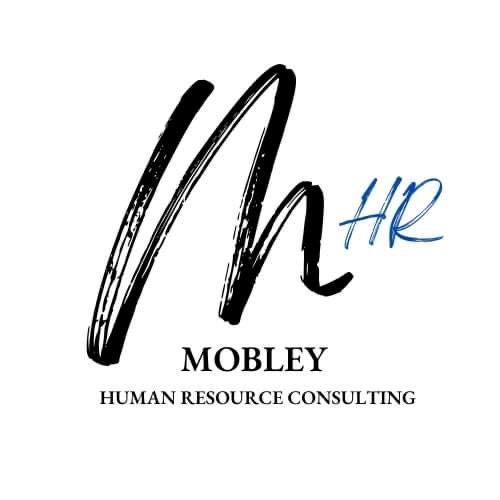 M
HR
MOBLEY
HUMAN RESOURCE CONSULTING